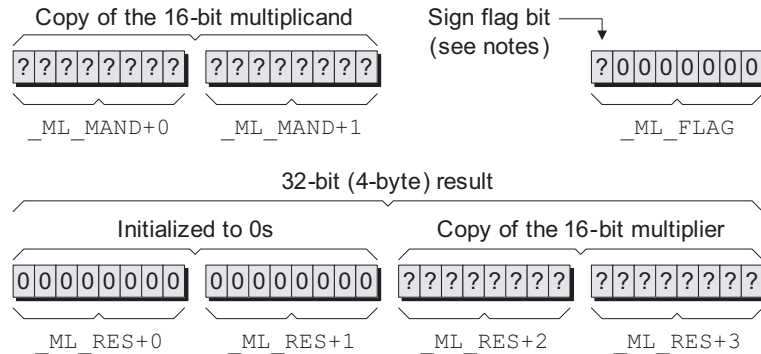 Copy of the 16-bit multiplicand
Sign flag bit
(see notes)
? ? ? ? ? ? ? ? ? ? ? ? ? ? ? ? ? 0 0 0 0 0 0 0
_ML_MAND+0 _ML_MAND+1 _ML_FLAG
32-bit (4-byte) result
Initialized to 0s Copy of the 16-bit multiplier
0 0 0 0 0 0 0 0 0 0 0 0 0 0 0 0 ? ? ? ? ? ? ? ? ? ? ? ? ? ? ? ?
_ML_RES+0 _ML_RES+1 _ML_RES+2 _ML_RES+3